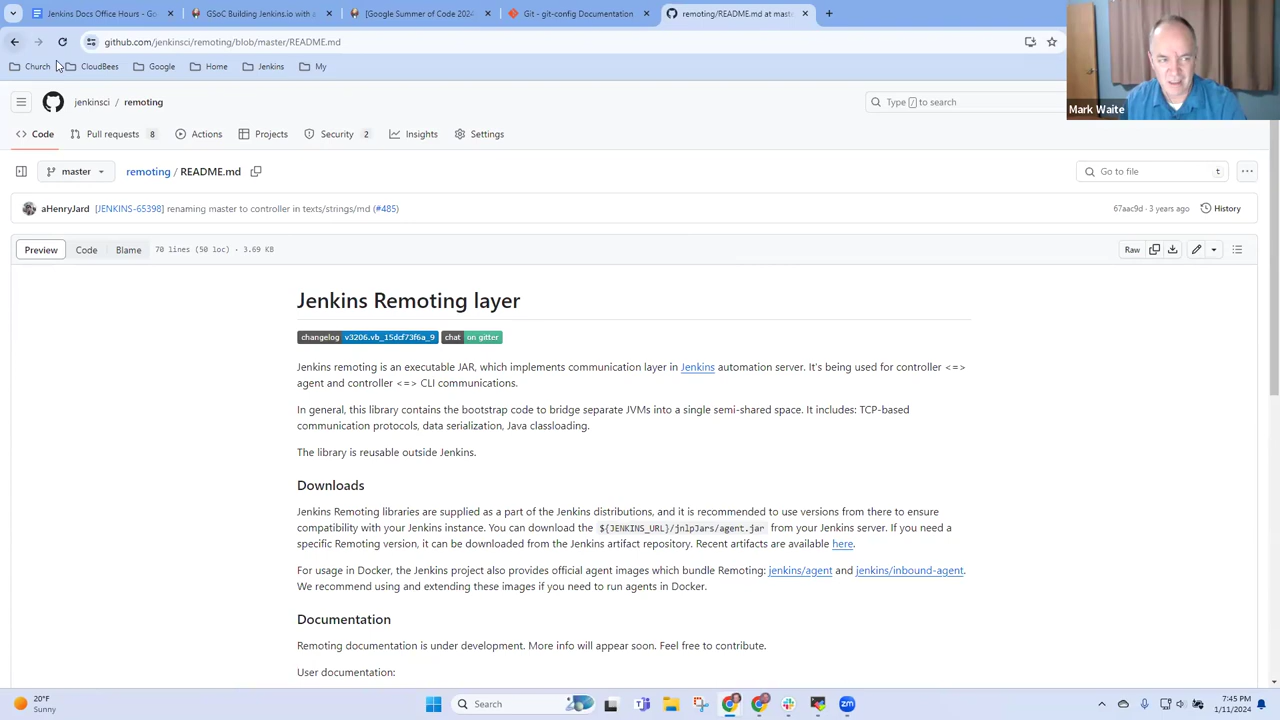 Jenkins Docs Office Hours - Go
GSoC Building Jenkins.io with a
[Google Summer of Code 2024
Git - git-config Documentation
remoting/README.md at maste
github.com/jenkinsci/remoting/blob/master/README.md
Church
CloudBees
Google
Home
Jenkins
My
Mark Waite
jenkinsci / remoting
Type / to search
Code
Pull requests 8
Actions
Projects
Security 2
Insights
Settings
master
remoting / README.md
Go to file t
aHenryJard [JENKINS-65398] renaming master to controller in texts/strings/md (#485)
67aac9d · 3 years ago
History
Preview Code Blame 70 lines (50 loc) · 3.69 KB
Raw
Jenkins Remoting layer
changelog v3206.vb_15dcf73f6a_9 chat on gitter
Jenkins remoting is an executable JAR, which implements communication layer in Jenkins automation server. It's being used for controller <=>
agent and controller <=> CLI communications.
In general, this library contains the bootstrap code to bridge separate JVMs into a single semi-shared space. It includes: TCP-based
communication protocols, data serialization, Java classloading.
The library is reusable outside Jenkins.
Downloads
Jenkins Remoting libraries are supplied as a part of the Jenkins distributions, and it is recommended to use versions from there to ensure
compatibility with your Jenkins instance. You can download the ${JENKINS_URL}/jnlpJars/agent.jar from your Jenkins server. If you need a
specific Remoting version, it can be downloaded from the Jenkins artifact repository. Recent artifacts are available here.
For usage in Docker, the Jenkins project also provides official agent images which bundle Remoting: jenkins/agent and jenkins/inbound-agent.
We recommend using and extending these images if you need to run agents in Docker.
Documentation
Remoting documentation is under development. More info will appear soon. Feel free to contribute.
User documentation:
20°F
Sunny
Search
zm
7:45 PM
1/11/2024